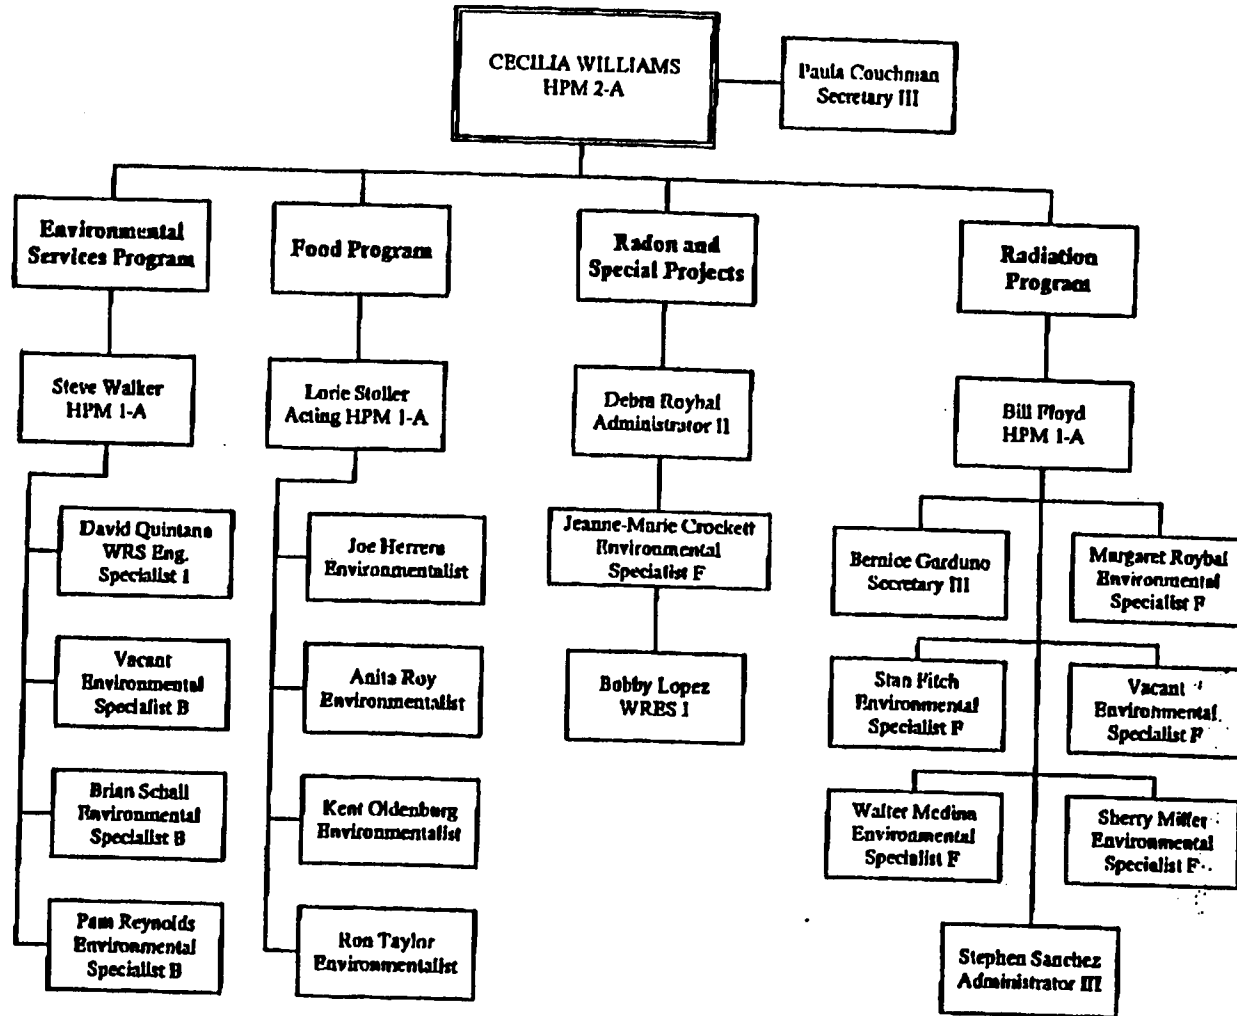 CECILIA WILLIAMS
HPM 2-A
Paula Couchman
Secretary III
Environmental
Services Program
Food Program
Radon and
Special Projects
Radiation
Program
Steve Walker
HPM 1-A
Lorie Stoller
Acting HPM 1-A
Debra Roybal
Administrator II
Bill Floyd
HPM 1-A
David Quintana
WRS Eng.
Specialist I
Vacant
Environmental
Specialist B
Brian Schall
Environmental
Specialist B
Pam Reynolds
Environmental
Specialist B
Joe Herrera
Environmentalist
Anita Roy
Environmentalist
Kent Oldenburg
Environmentalist
Ron Taylor
Environmentalist
Jeanne-Marie Crockett
Environmental
Specialist F
Bobby Lopez
WRES I
Bernice Garduno
Secretary III
Margaret Roybal
Environmental
Specialist F
Stan Fitch
Environmental
Specialist F
Vacant
Environmental
Specialist F
Walter Medina
Environmental
Specialist F
Sherry Miller
Environmental
Specialist F
Stephen Sanchez
Administrator III